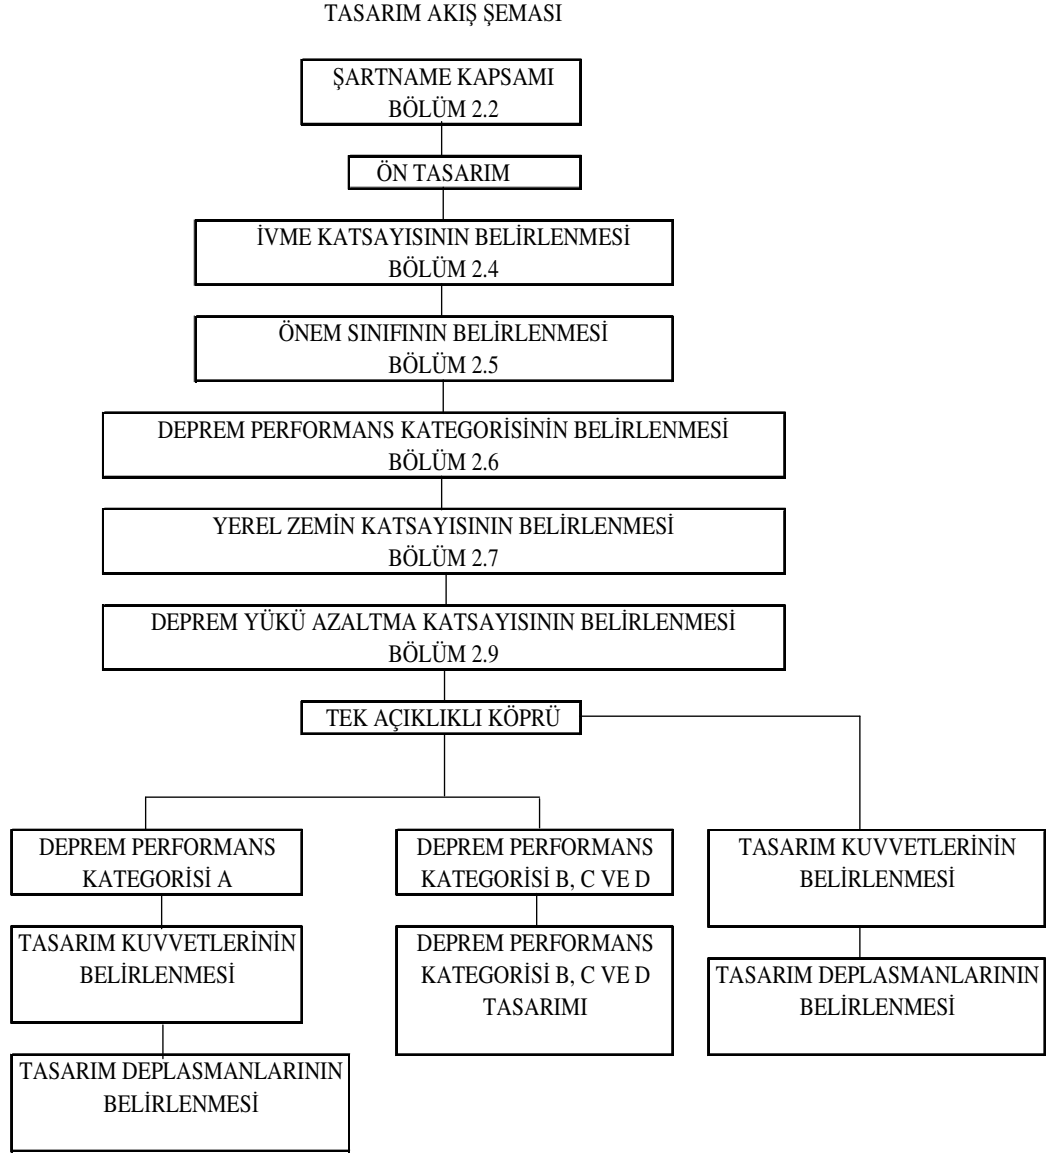 TASARIM AKIŞ ŞEMASI
ŞARTNAME KAPSAMI
BÖLÜM 2.2
ÖN TASARIM
İVME KATSAYISININ BELİRLENMESİ
BÖLÜM 2.4
ÖNEM SINIFININ BELİRLENMESİ
BÖLÜM 2.5
DEPREM PERFORMANS KATEGORİSİNİN BELİRLENMESİ
BÖLÜM 2.6
YEREL ZEMİN KATSAYISININ BELİRLENMESİ
BÖLÜM 2.7
DEPREM YÜKÜ AZALTMA KATSAYISININ BELİRLENMESİ
BÖLÜM 2.9
TEK AÇIKLIKLI KÖPRÜ
DEPREM PERFORMANS
KATEGORİSİ A
TASARIM KUVVETLERİNİN
BELİRLENMESİ
TASARIM DEPLASMANLARININ
BELİRLENMESİ
DEPREM PERFORMANS
KATEGORİSİ B, C VE D
DEPREM PERFORMANS
KATEGORİSİ B, C VE D
TASARIMI
TASARIM KUVVETLERİNİN
BELİRLENMESİ
TASARIM DEPLASMANLARININ
BELİRLENMESİ